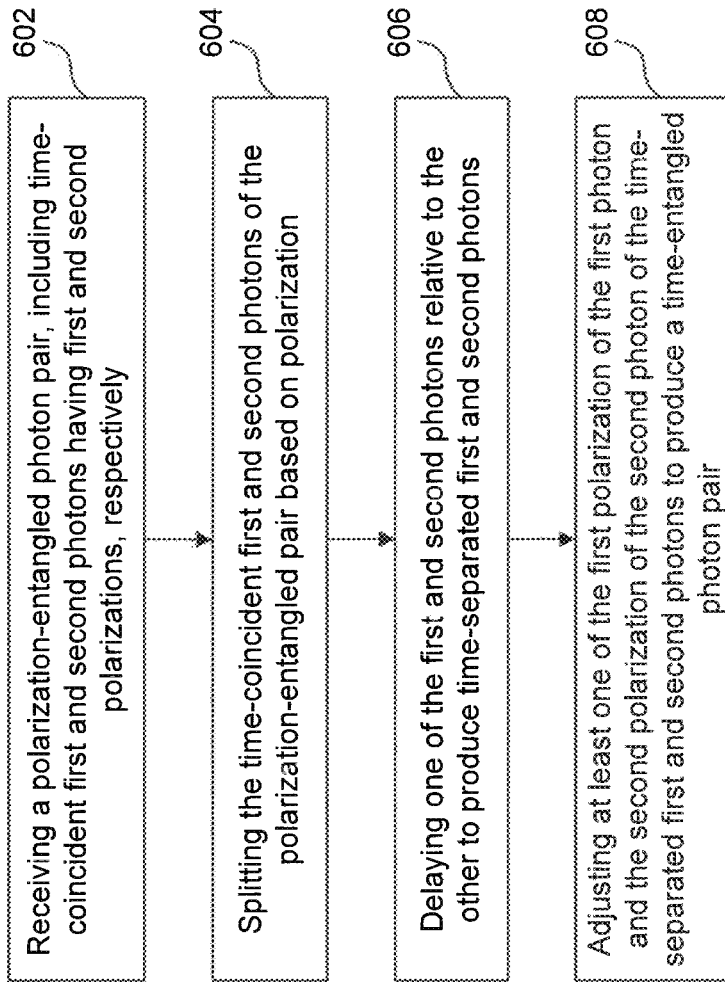 602
Receiving a polarization-entangled photon pair, including time-
coincident first and second photons having first and second
polarizations, respectively
604
Splitting the time-coincident first and second photons of the
polarization-entangled pair based on polarization
606
Delaying one of the first and second photons relative to the
other to produce time-separated first and second photons
608
Adjusting at least one of the first polarization of the first photon
and the second polarization of the second photon of the time-
separated first and second photons to produce a time-entangled
photon pair